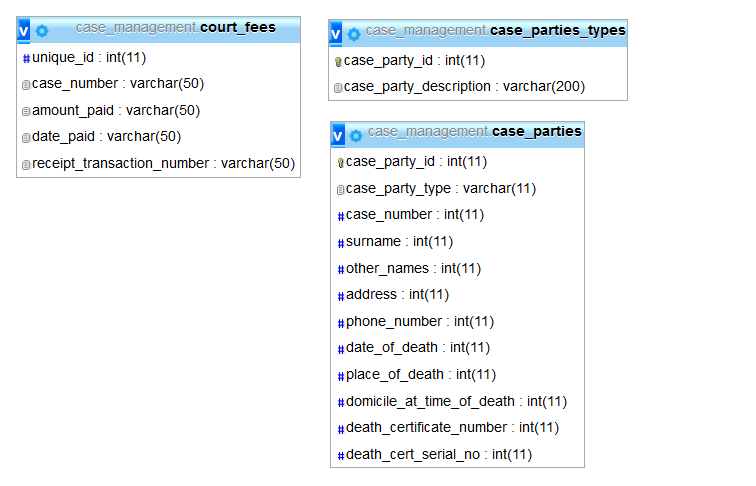 v case_management.court_fees
# unique_id : int(11)
case_number : varchar(50)
amount_paid : varchar(50)
date_paid : varchar(50)
receipt_transaction_number : varchar(50)
v case_management.case_parties_types
case_party_id : int(11)
case_party_description : varchar(200)
v case_management.case_parties
case_party_id : int(11)
case_party_type : varchar(11)
# case_number : int(11)
# surname : int(11)
# other_names : int(11)
# address : int(11)
# phone_number : int(11)
# date_of_death : int(11)
# place_of_death : int(11)
# domicile_at_time_of_death : int(11)
# death_certificate_number : int(11)
# death_cert_serial_no : int(11)